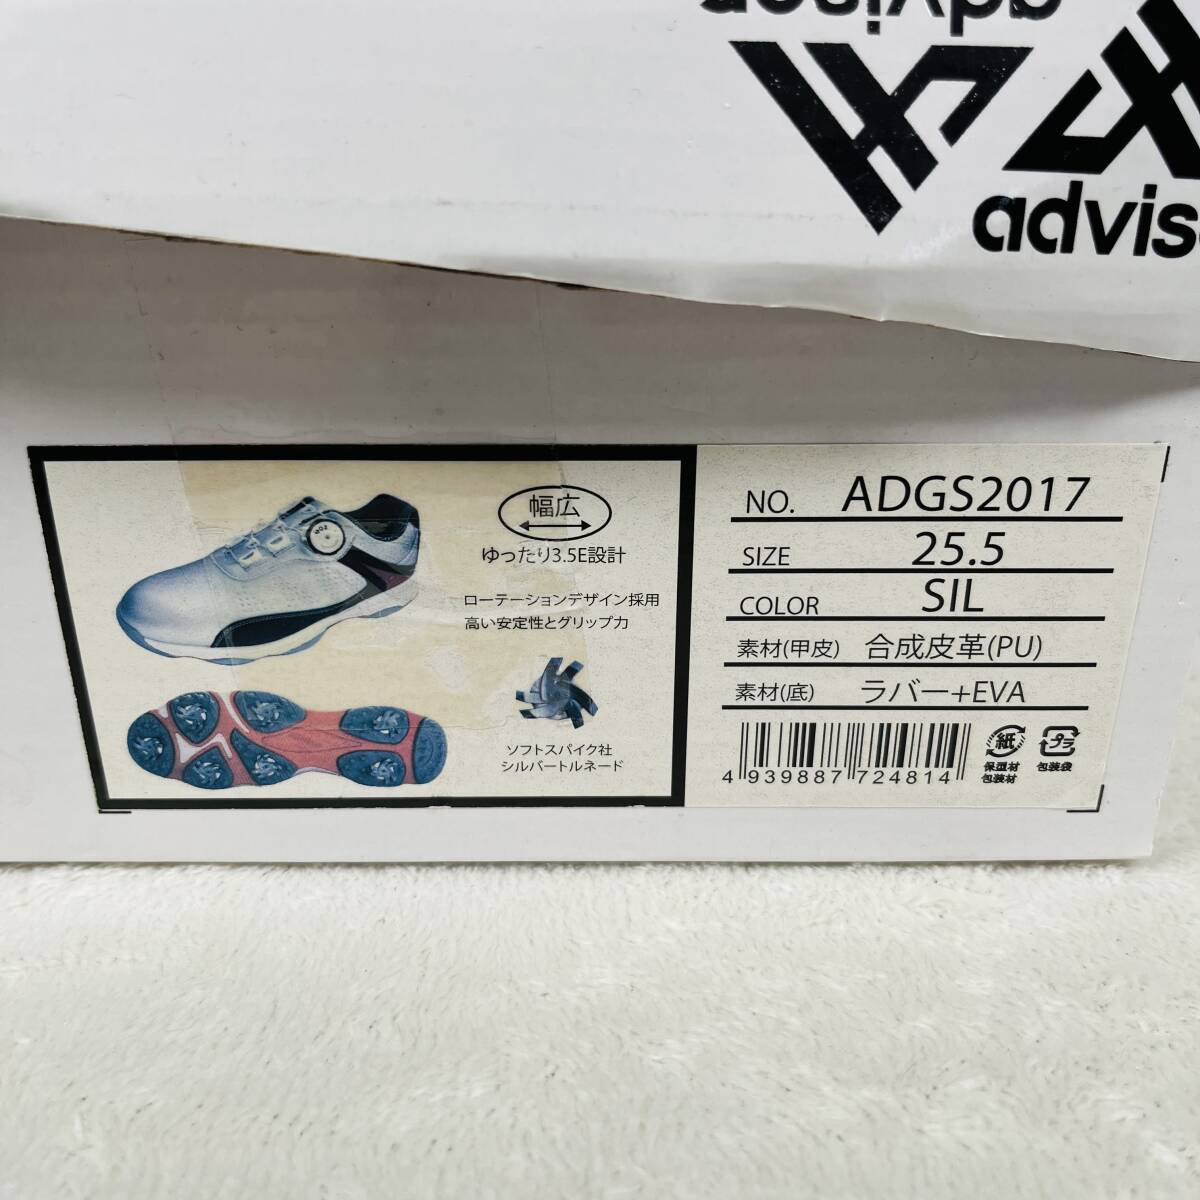 advisor
advis
幅広
ゆったり3.5E設計
ローテーションデザイン採用
高い安定性とグリップ力
ソフトスパイク社
シルバートルネード
NO. ADGS2017
SIZE 25.5
COLOR SIL
素材(甲皮) 合成皮革(PU)
素材(底) ラバー+EVA
4 939887 724814
紙
保型材
包装材
プラ
包装袋